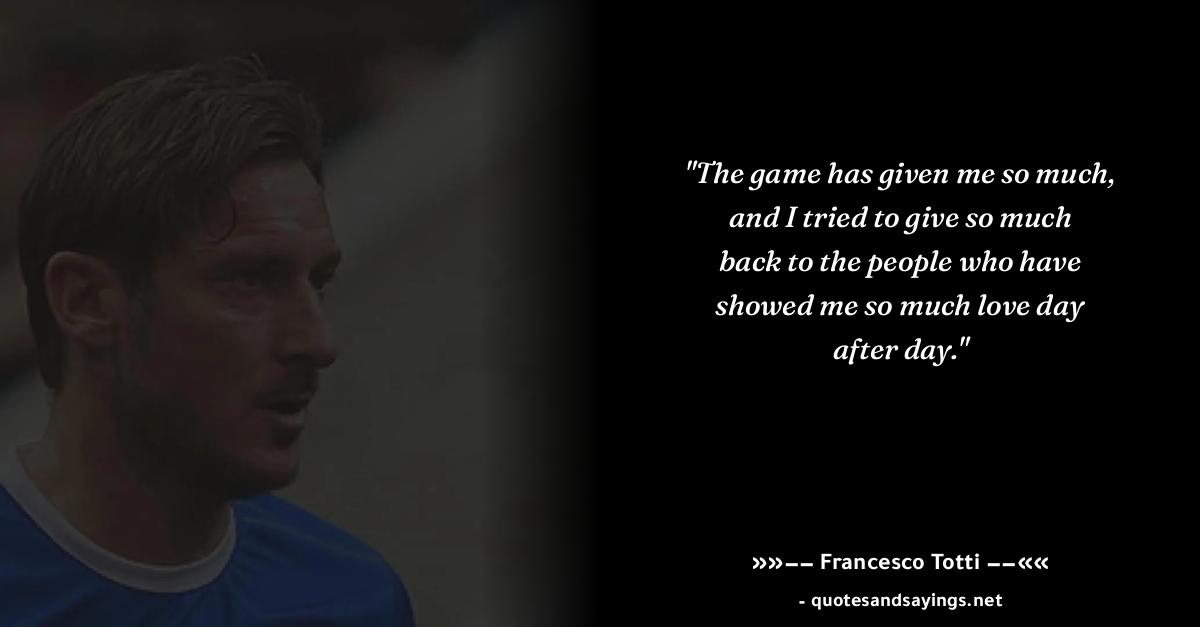 "The game has given me so much,
and I tried to give so much
back to the people who have
showed me so much love day
after day."
»»-- Francesco Totti --««
- quotesandsayings.net